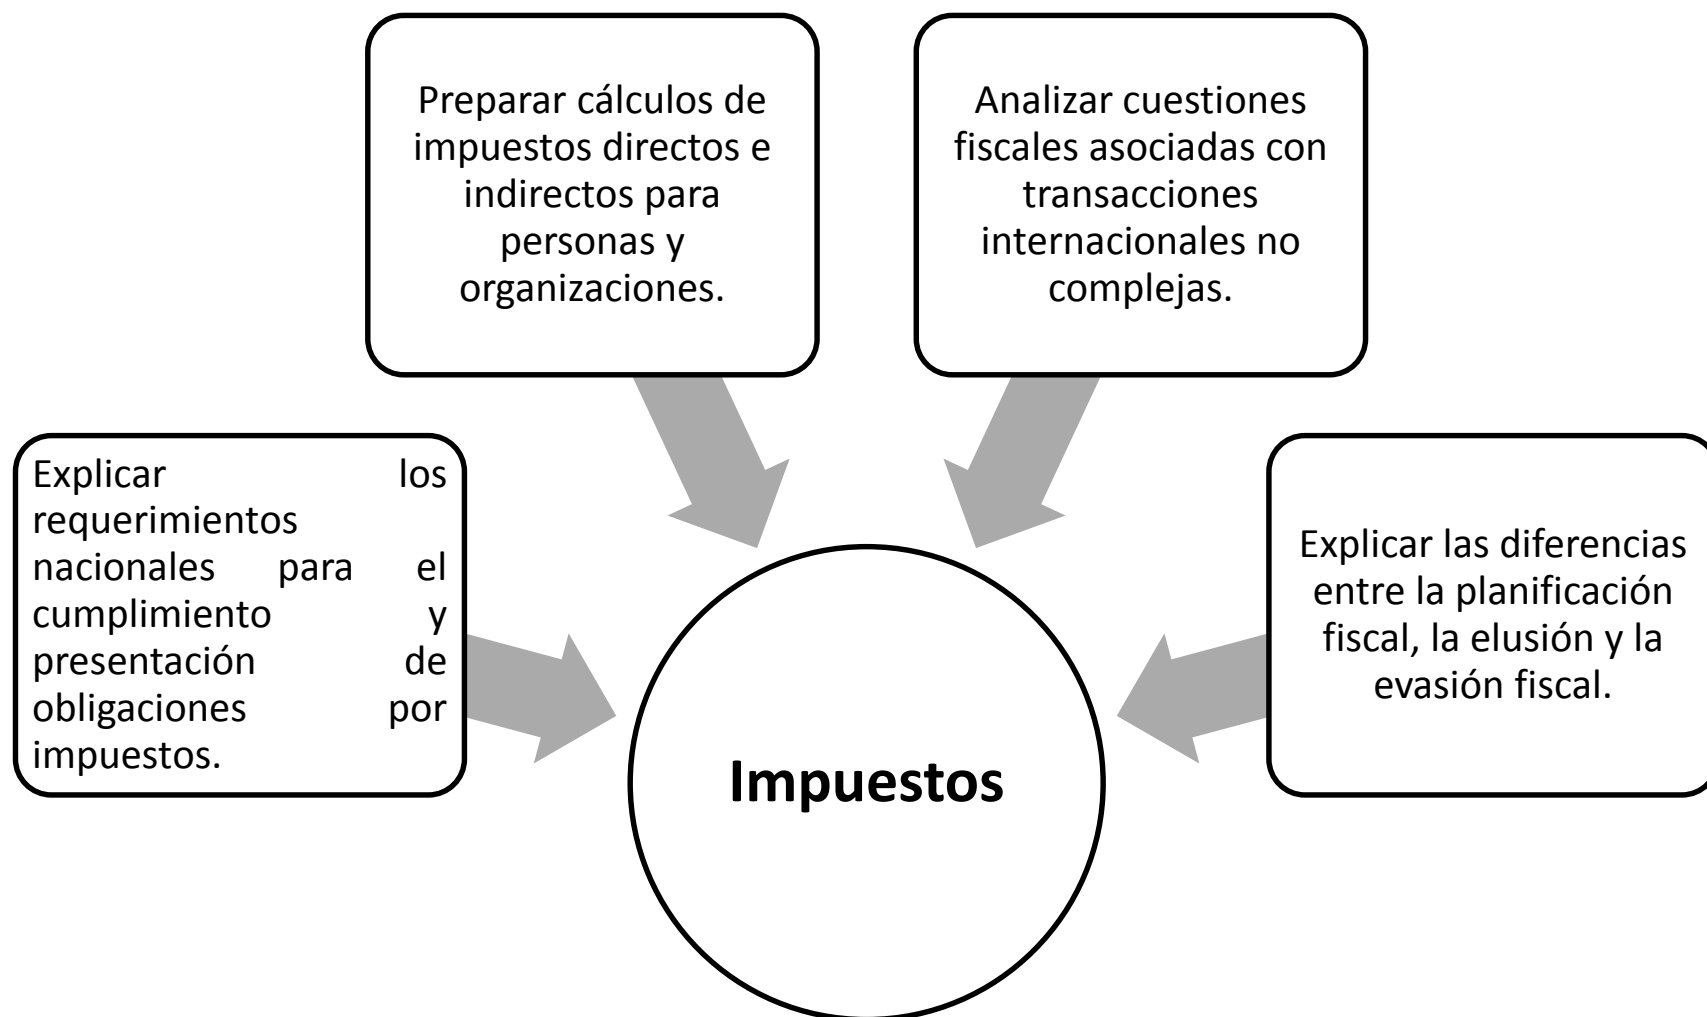 Preparar cálculos de
impuestos directos e
indirectos para
personas y
organizaciones.
Analizar cuestiones
fiscales asociadas con
transacciones
internacionales no
complejas.
Explicar los
requerimientos
nacionales para el
cumplimiento y
presentación de
obligaciones por
impuestos.
Explicar las diferencias
entre la planificación
fiscal, la elusión y la
evasión fiscal.
Impuestos